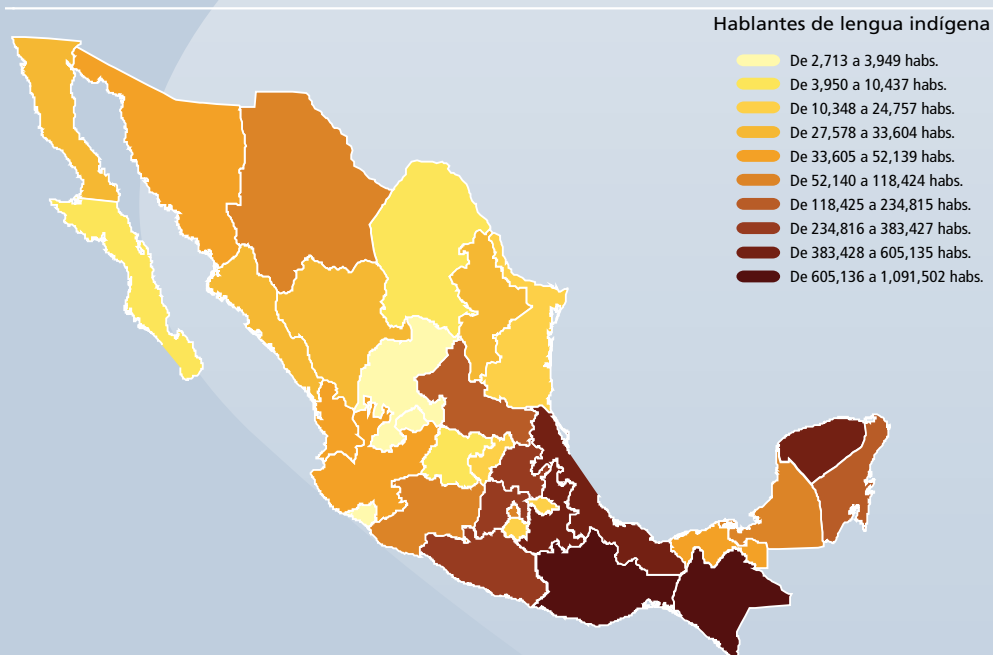 Hablantes de lengua indígena
De 2,713 a 3,949 habs.
De 3,950 a 10,437 habs.
De 10,348 a 24,757 habs.
De 27,578 a 33,604 habs.
De 33,605 a 52,139 habs.
De 52,140 a 118,424 habs.
De 118,425 a 234,815 habs.
De 234,816 a 383,427 habs.
De 383,428 a 605,135 habs.
De 605,136 a 1,091,502 habs.